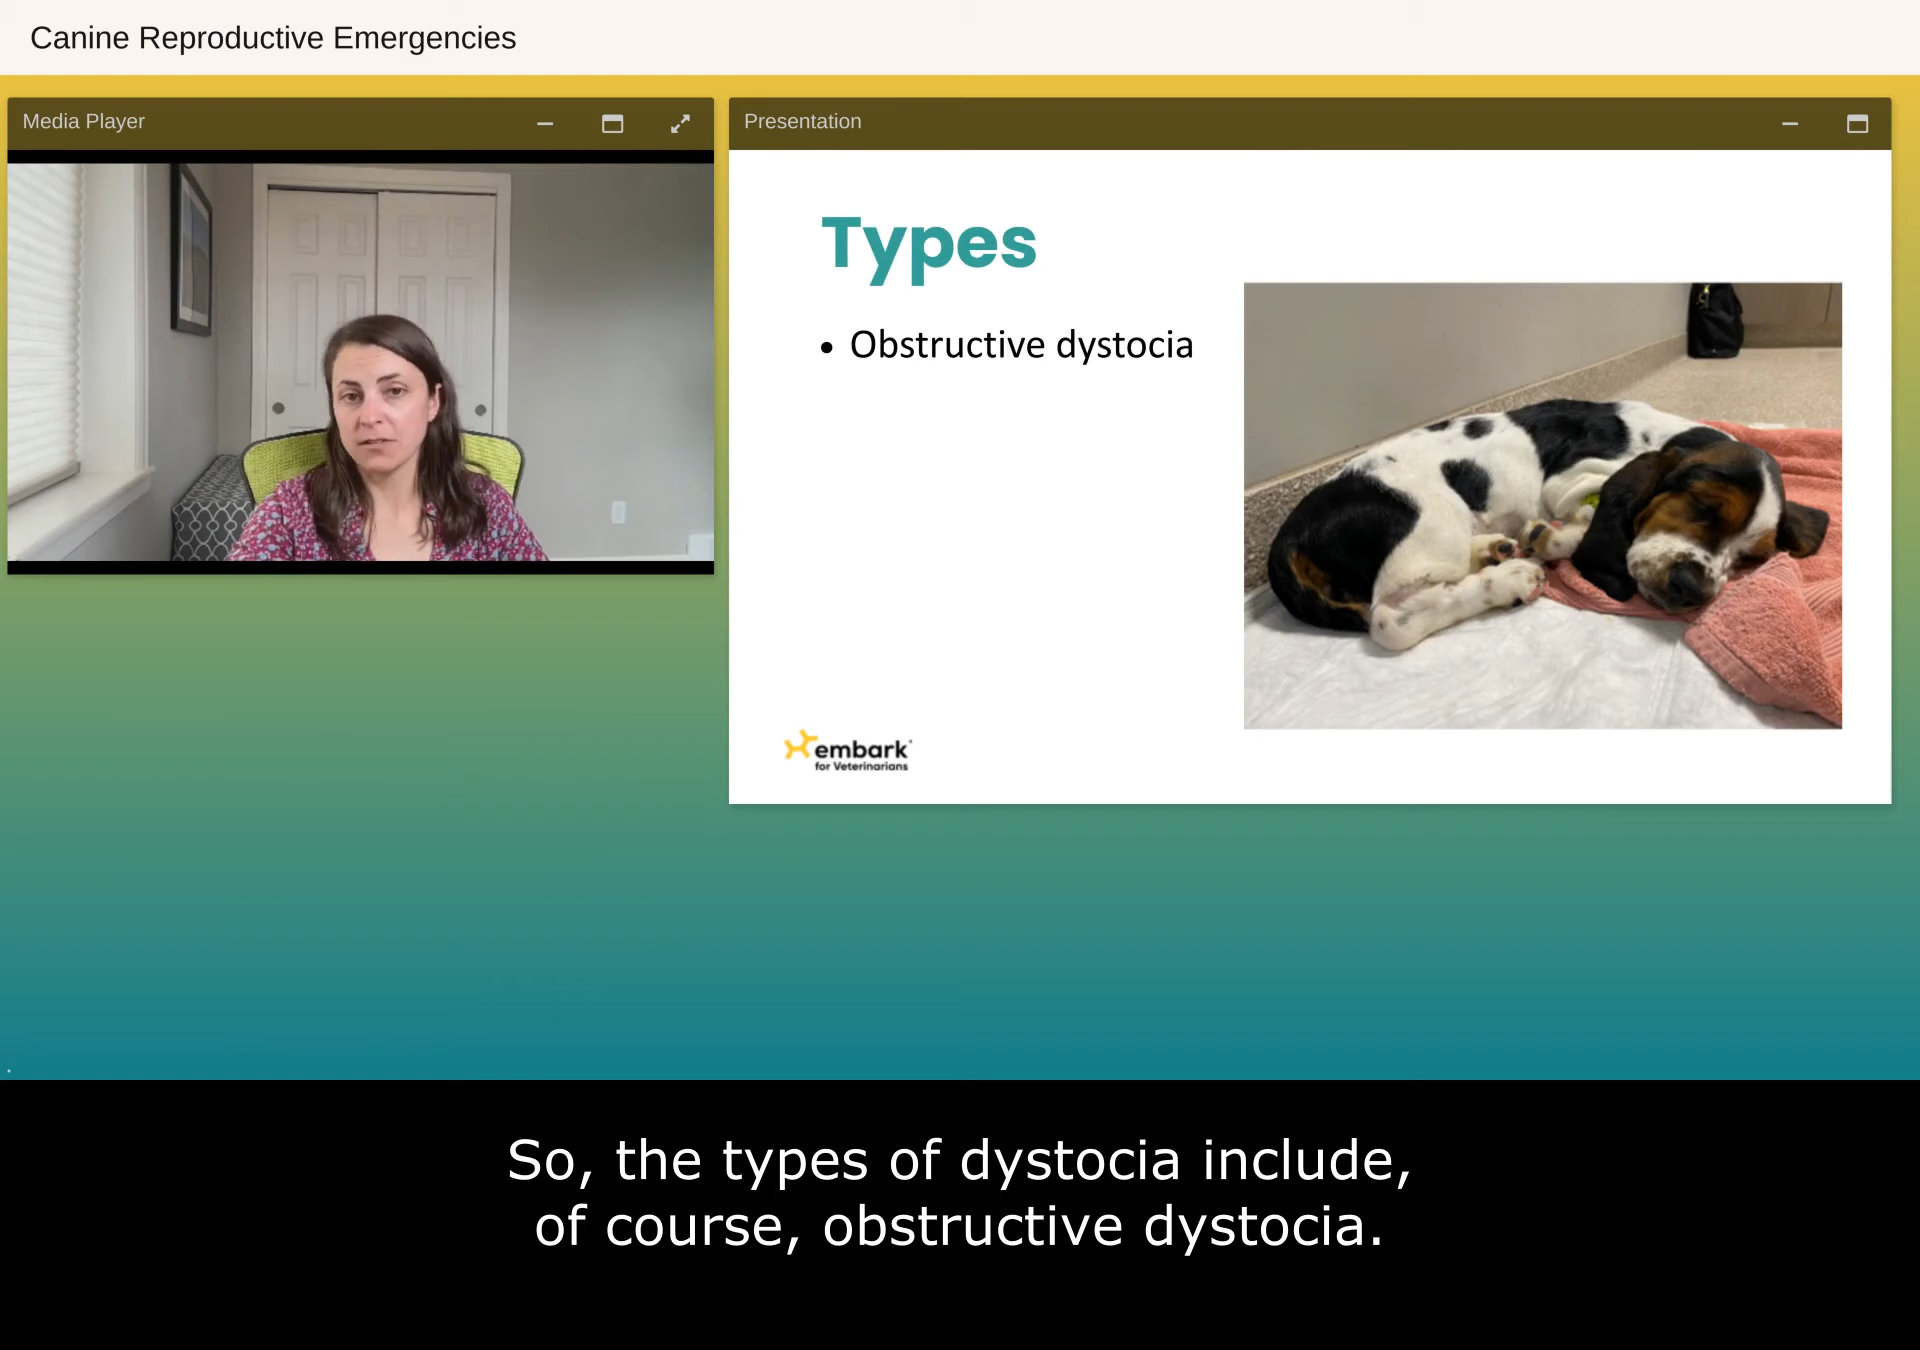 Canine Reproductive Emergencies
Media Player
Presentation
Types
• Obstructive dystocia
embark
for Veterinarians
So, the types of dystocia include,
of course, obstructive dystocia.